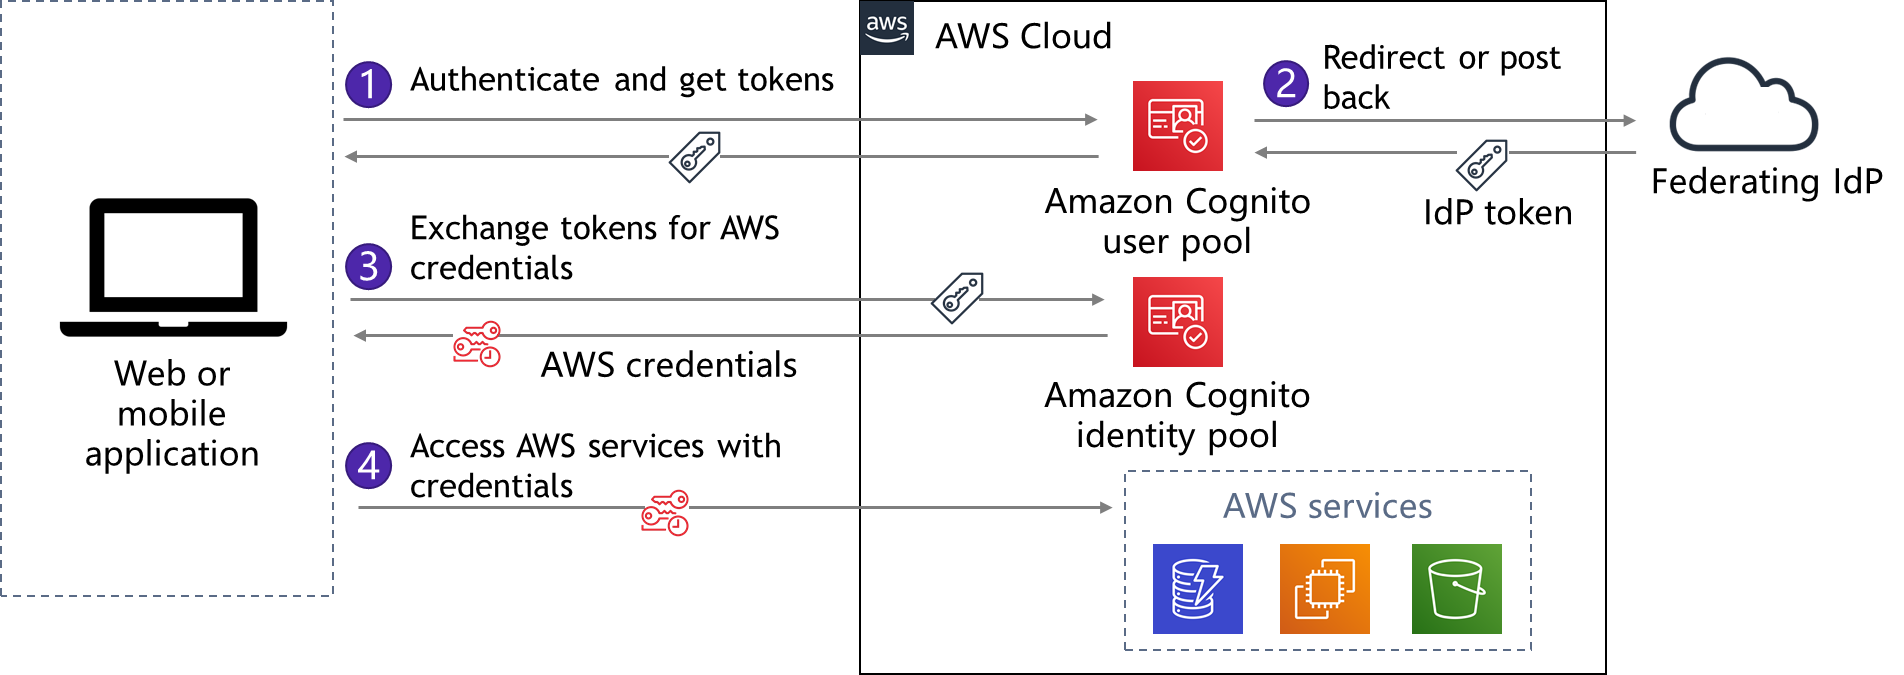 aws
AWS Cloud
1
Authenticate and get tokens
2
Redirect or post
back
Federating IdP
IdP token
Amazon Cognito
user pool
3
Exchange tokens for AWS
credentials
AWS credentials
Amazon Cognito
identity pool
Web or
mobile
application
4
Access AWS services with
credentials
AWS services